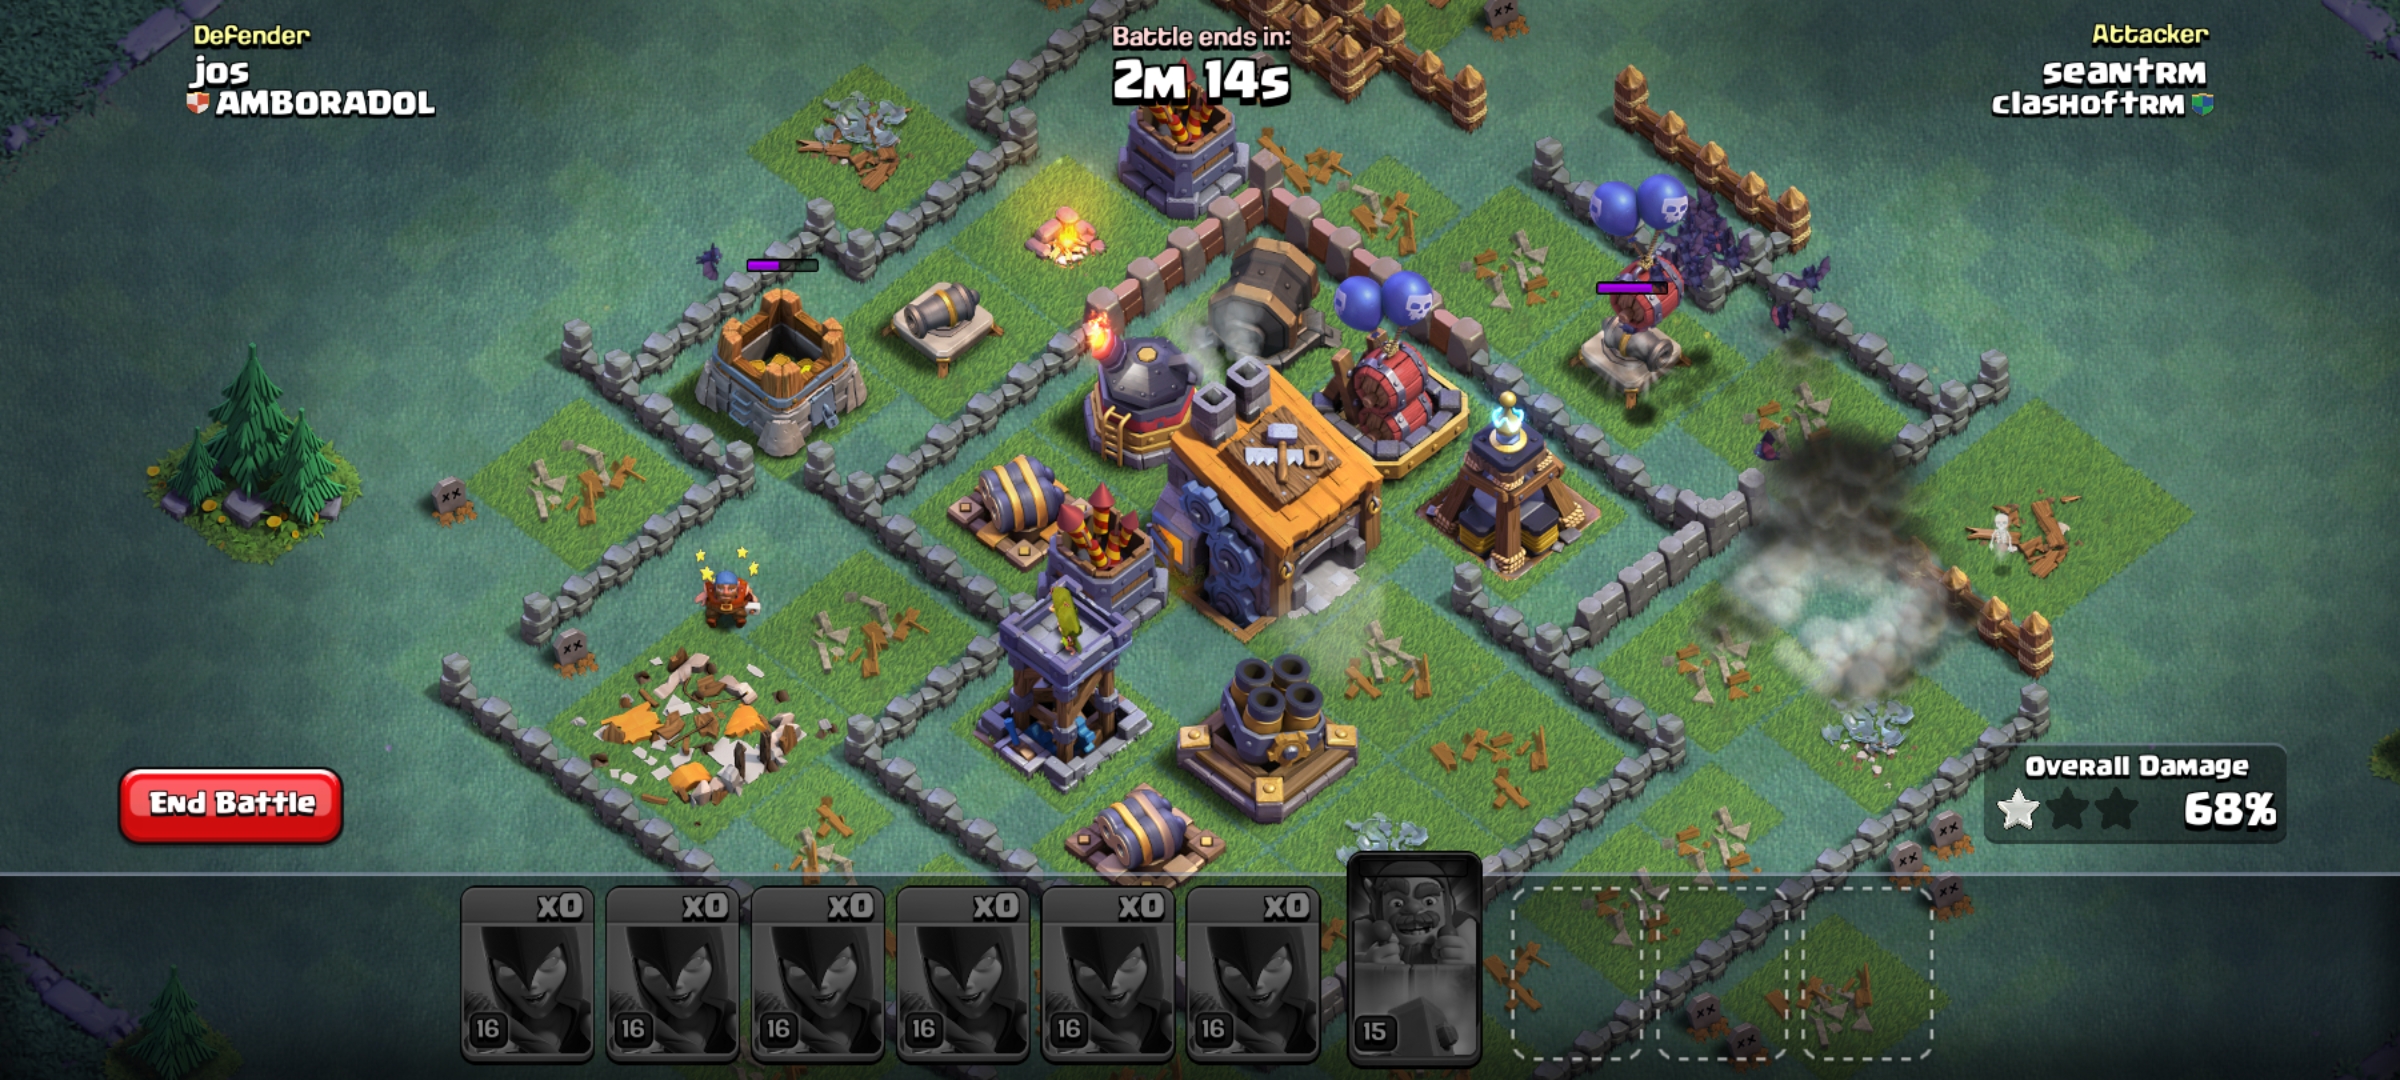 Defender
jos
AMBORADOL
Battle ends in:
2M 14s
Attacker
seantRM
clashoftRM
End Battle
Overall Damage
68%
x0
x0
x0
x0
x0
x0
16
16
16
16
16
16
15